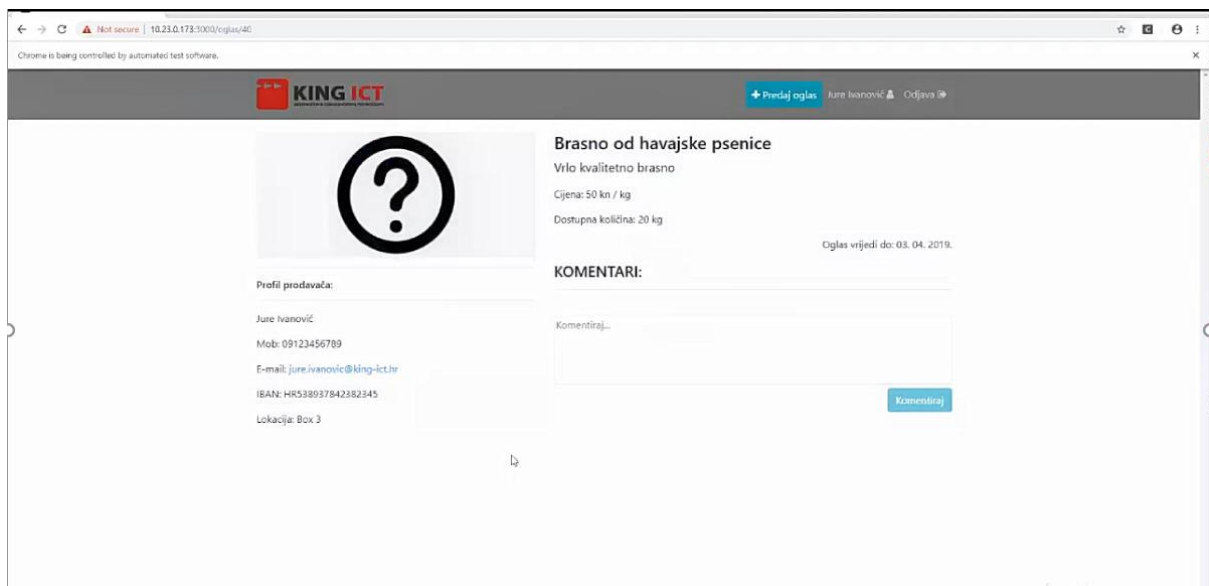 Not secure | 10.23.0.173:3000/oglas/40
Chrome is being controlled by automated test software.
KING ICT
+ Predaj oglas Jure Ivanović Odjava
Brasno od havajske psenice
Vrlo kvalitetno brasno
Cijena: 50 kn / kg
Dostupna količina: 20 kg
Oglas vrijedi do: 03. 04. 2019.
KOMENTARI:
Komentiraj...
Komentiraj
Profil prodavača:
Jure Ivanović
Mob: 09123456789
E-mail: jure.ivanovic@king-ict.hr
IBAN: HR538937842382345
Lokacija: Box 3